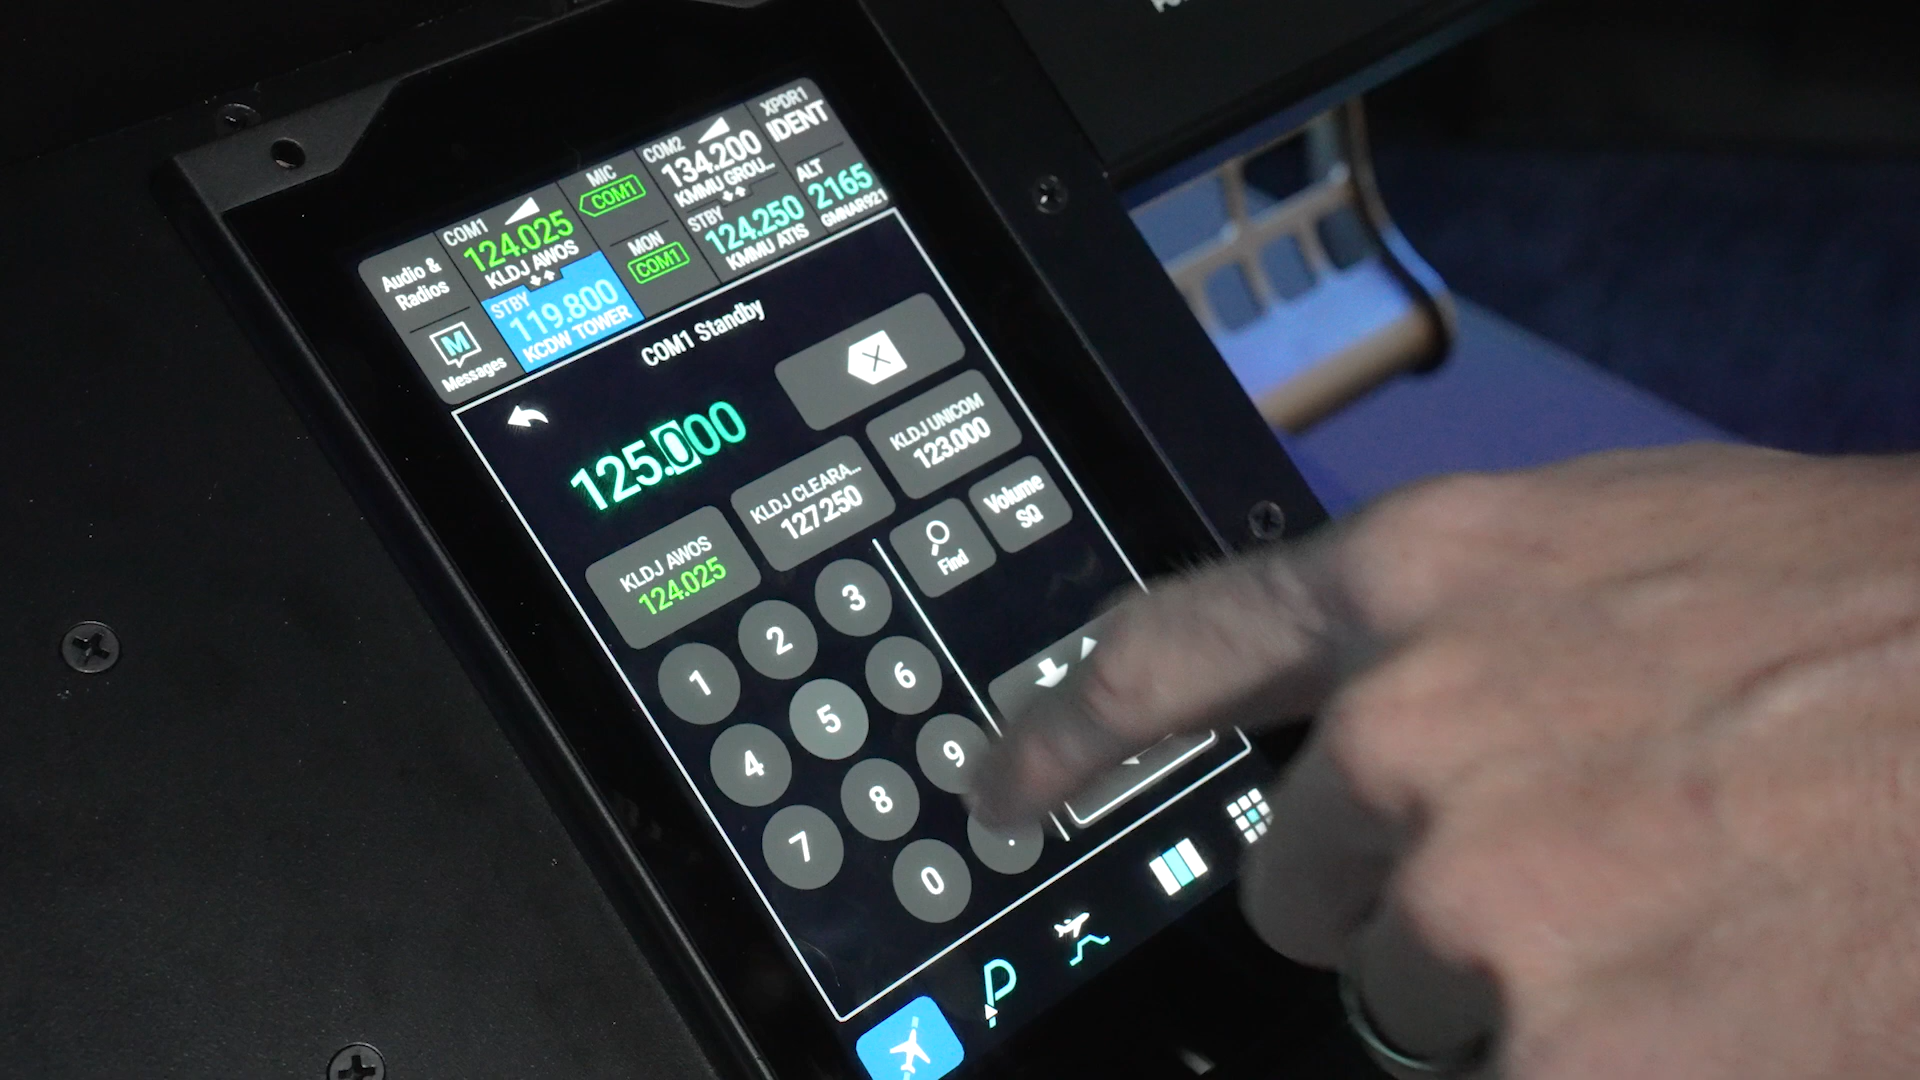 Audio &
Radios
COM1
124.025
KLDJ AWOS
MIC
COM1
COM2
134.200
KMMU GROU...
XPDR1
IDENT
M
Messages
STBY
119.800
KCDW TOWER
MON
COM1
STBY
124.250
KMMU ATIS
ALT
2165
GMNAR921
COM1 Standby
125.000
X
KLDJ AWOS
124.025
KLDJ CLEARA...
127.250
KLDJ UNICOM
123.000
Find
Volume
SQ
1
2
3
4
5
6
7
8
9
0
.